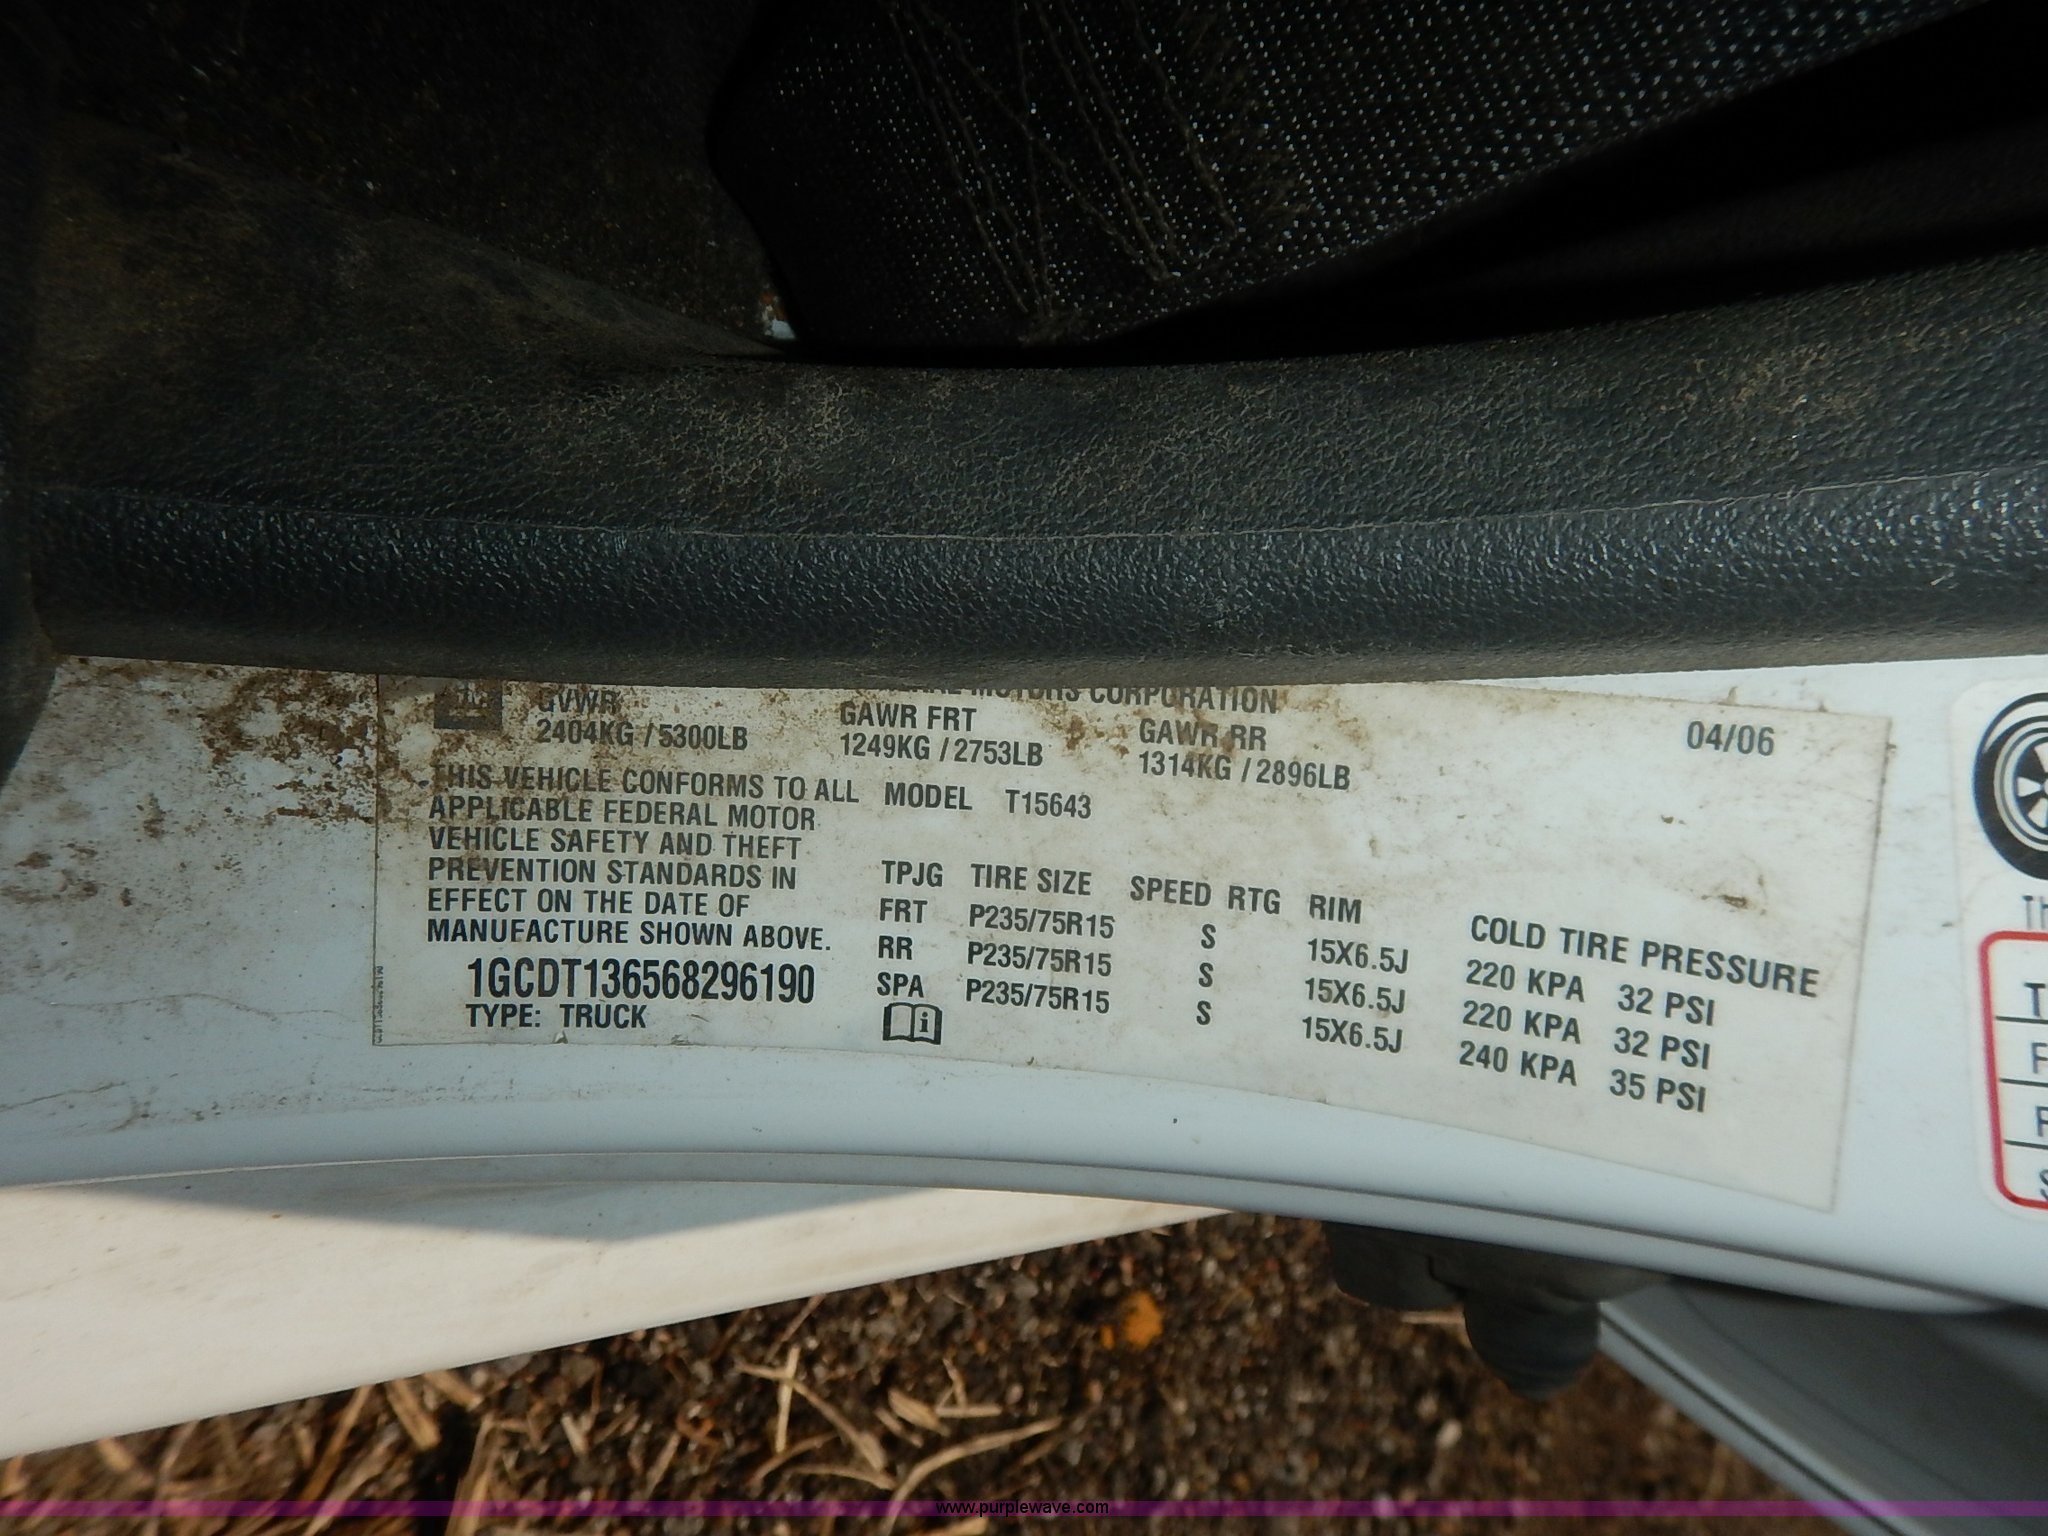 MOTORS CORPORATION
GVWR GAWR FRT GAWR RR 04/06
2404KG / 5300LB 1249KG / 2753LB 1314KG / 2896LB
THIS VEHICLE CONFORMS TO ALL
APPLICABLE FEDERAL MOTOR
VEHICLE SAFETY AND THEFT
PREVENTION STANDARDS IN
EFFECT ON THE DATE OF
MANUFACTURE SHOWN ABOVE.
1GCDT136568296190
TYPE: TRUCK
MODEL T15643
TPJG TIRE SIZE SPEED RTG RIM COLD TIRE PRESSURE
FRT P235/75R15 S 15X6.5J 220 KPA 32 PSI
RR P235/75R15 S 15X6.5J 220 KPA 32 PSI
SPA P235/75R15 S 15X6.5J 240 KPA 35 PSI
www.purplewave.com